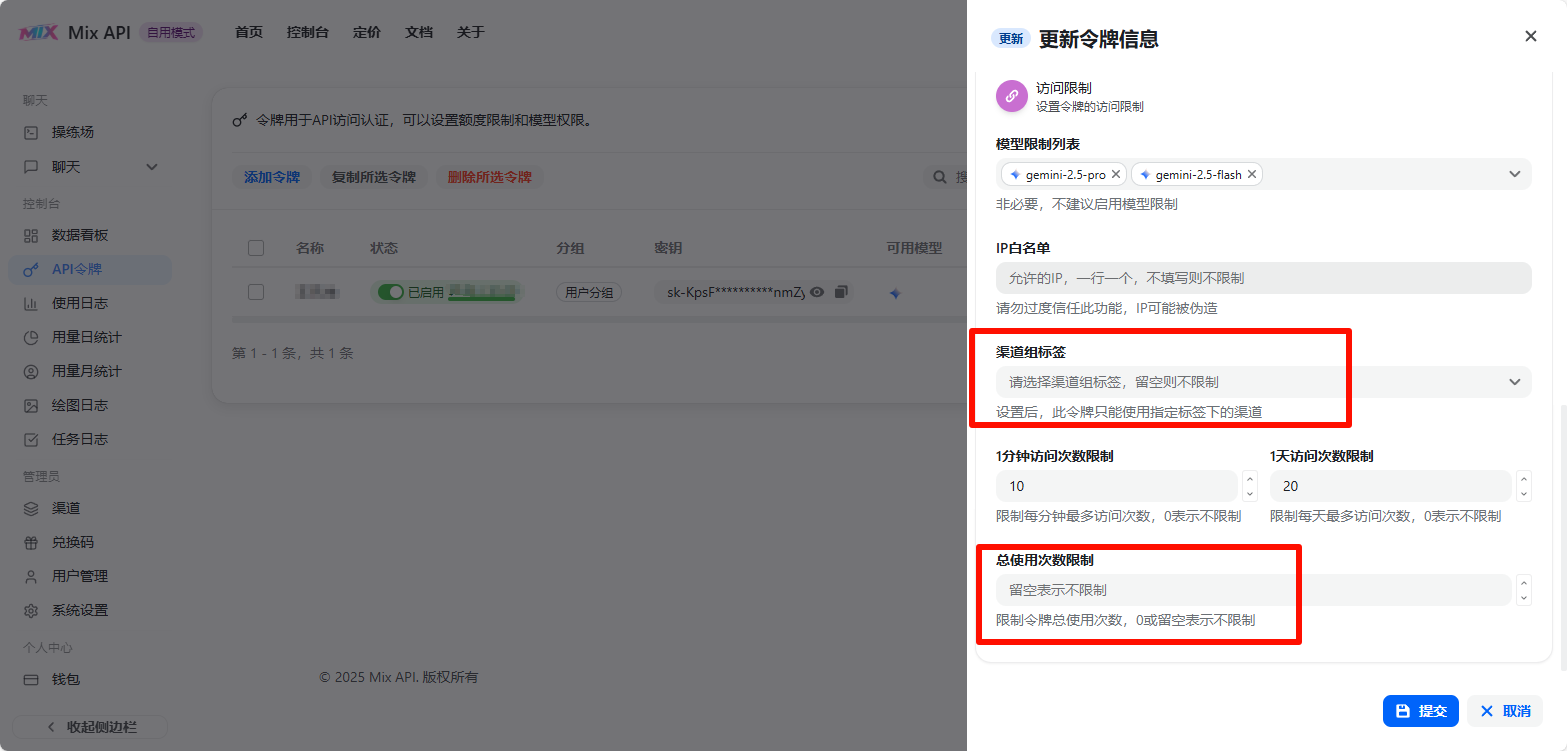 MIX Mix API 自用模式 首页 控制台 定价 文档 关于
聊天
操练场
聊天
控制台
数据看板
API令牌
使用日志
用量日统计
用量月统计
绘图日志
任务日志
管理员
渠道
兑换码
用户管理
系统设置
个人中心
钱包
收起侧边栏
令牌用于API访问认证，可以设置额度限制和模型权限。
添加令牌 复制所选令牌 删除所选令牌
名称 状态 分组 密钥 可用模型
已启用 用户分组 sk-KpsF**********nmZy
第 1 - 1 条，共 1 条
© 2025 Mix API. 版权所有
更新 更新令牌信息
访问限制
设置令牌的访问限制
模型限制列表
gemini-2.5-pro gemini-2.5-flash
非必要，不建议启用模型限制
IP白名单
允许的IP，一行一个，不填写则不限制
请勿过度信任此功能，IP可能被伪造
渠道组标签
请选择渠道组标签，留空则不限制
设置后，此令牌只能使用指定标签下的渠道
1分钟访问次数限制 1天访问次数限制
10 20
限制每分钟最多访问次数，0表示不限制 限制每天最多访问次数，0表示不限制
总使用次数限制
留空表示不限制
限制令牌总使用次数，0或留空表示不限制
提交 取消